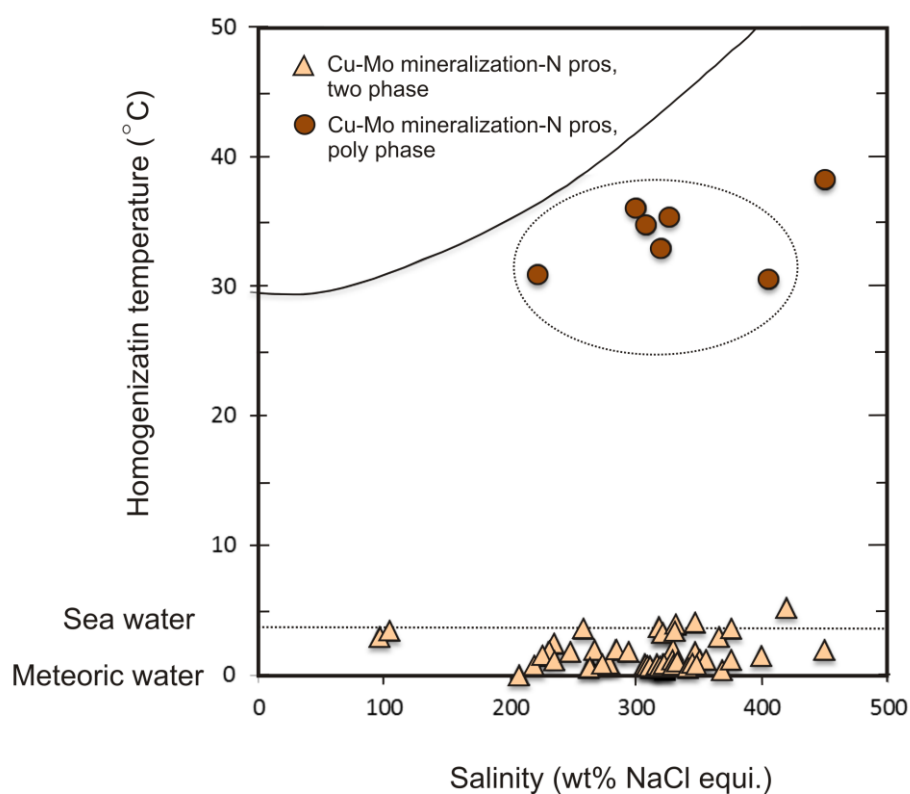 50
Cu-Mo mineralization-N pros,
two phase
Cu-Mo mineralization-N pros,
poly phase
40
30
20
10
0
Homogenizatin temperature (°C)
Sea water
Meteoric water
0 100 200 300 400 500
Salinity (wt% NaCl equi.)